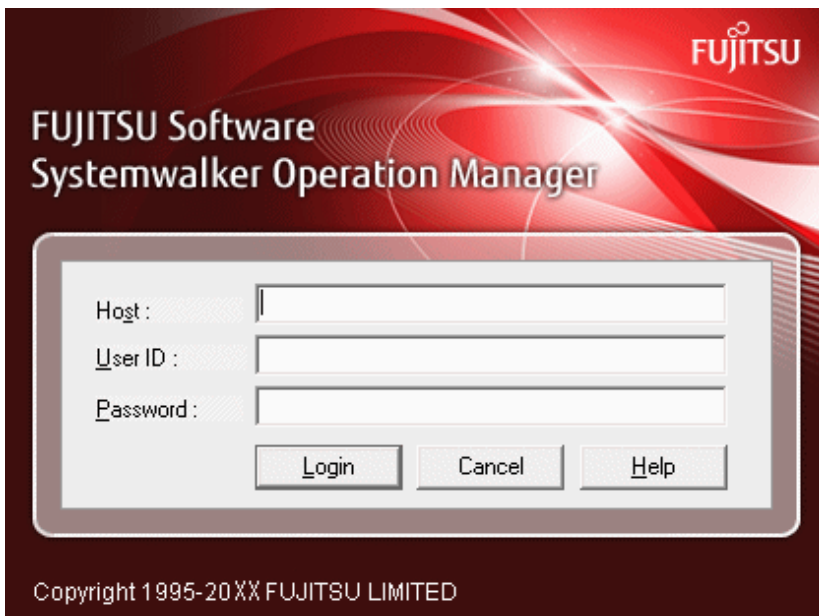 FUJITSU
FUJITSU Software
Systemwalker Operation Manager
Host :
User ID :
Password :
Login Cancel Help
Copyright 1995-20XX FUJITSU LIMITED